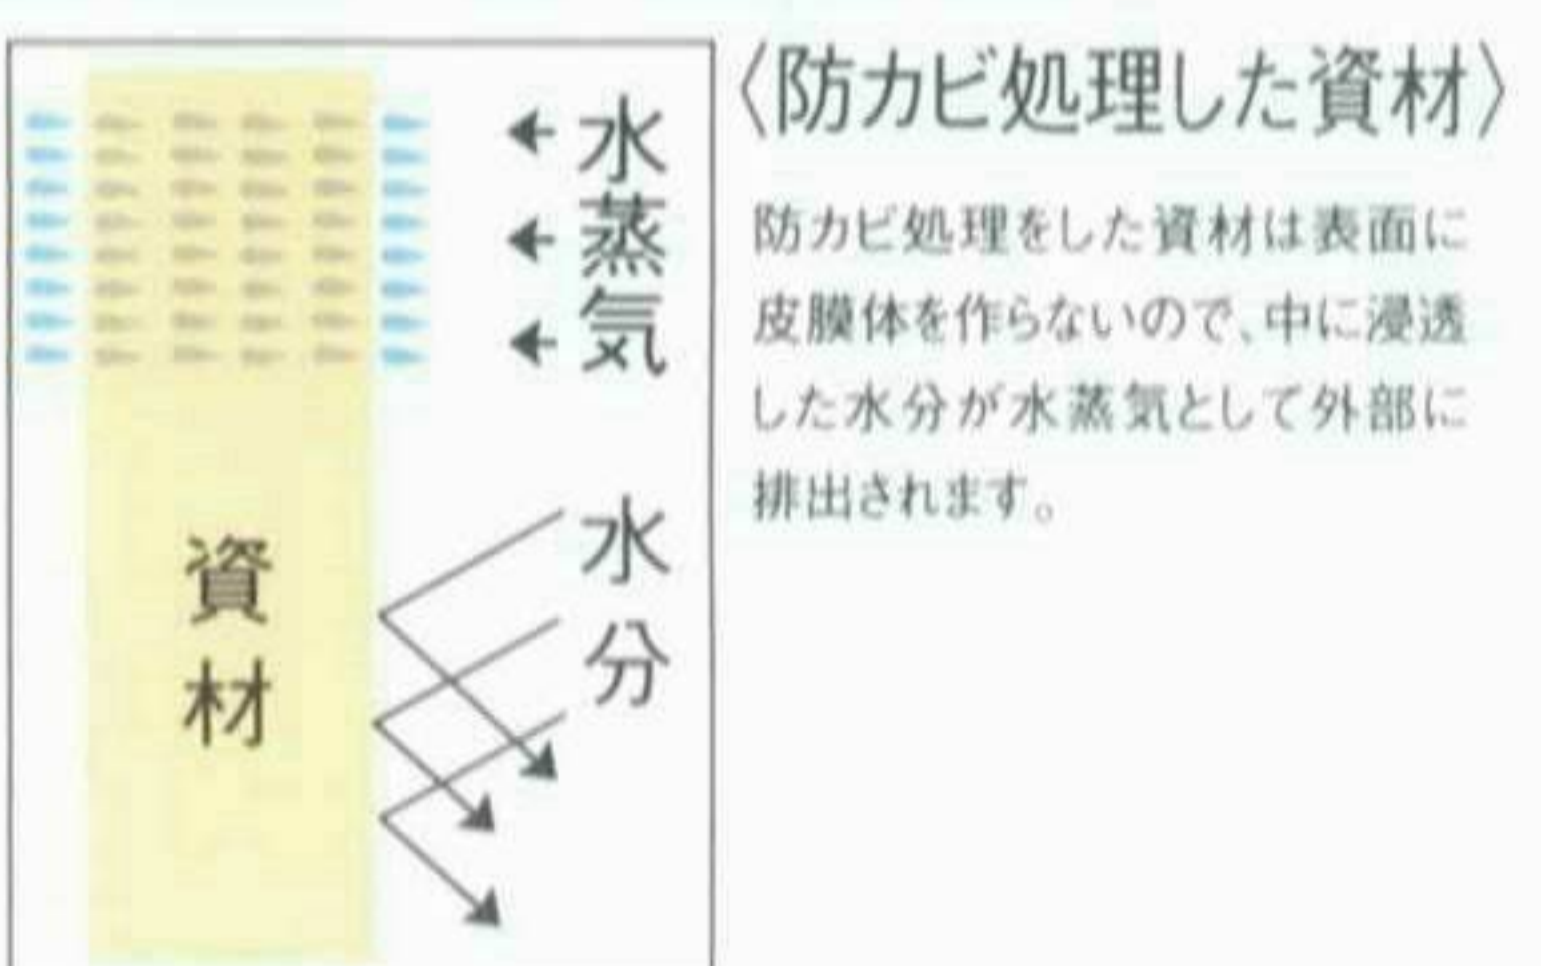 〈防カビ処理した資材〉
防カビ処理をした資材は表面に
皮膜体を作らないので、中に浸透
した水分が水蒸気として外部に
排出されます。
水蒸気
水分
資材